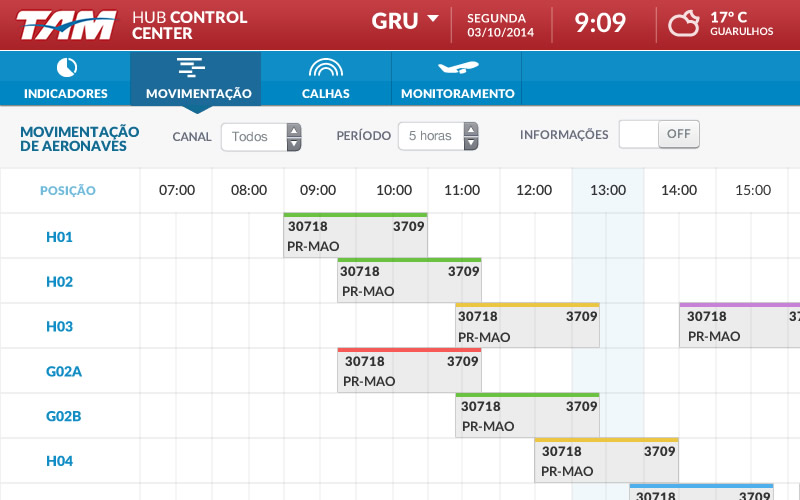 TAM
HUB CONTROL
CENTER
GRU
SEGUNDA
03/10/2014
9:09
17° C
GUARULHOS
INDICADORES
MOVIMENTAÇÃO
CALHAS
MONITORAMENTO
MOVIMENTAÇÃO
DE AERONAVES
CANAL
Todos
PERÍODO
5 horas
INFORMAÇÕES
OFF
POSIÇÃO 07:00 08:00 09:00 10:00 11:00 12:00 13:00 14:00 15:00
H01
30718 3709
PR-MAO
H02
30718 3709
PR-MAO
H03
30718 3709
PR-MAO
30718 37
PR-MAO
G02A
30718 3709
PR-MAO
G02B
30718 3709
PR-MAO
H04
30718 3709
PR-MAO
30718 3709